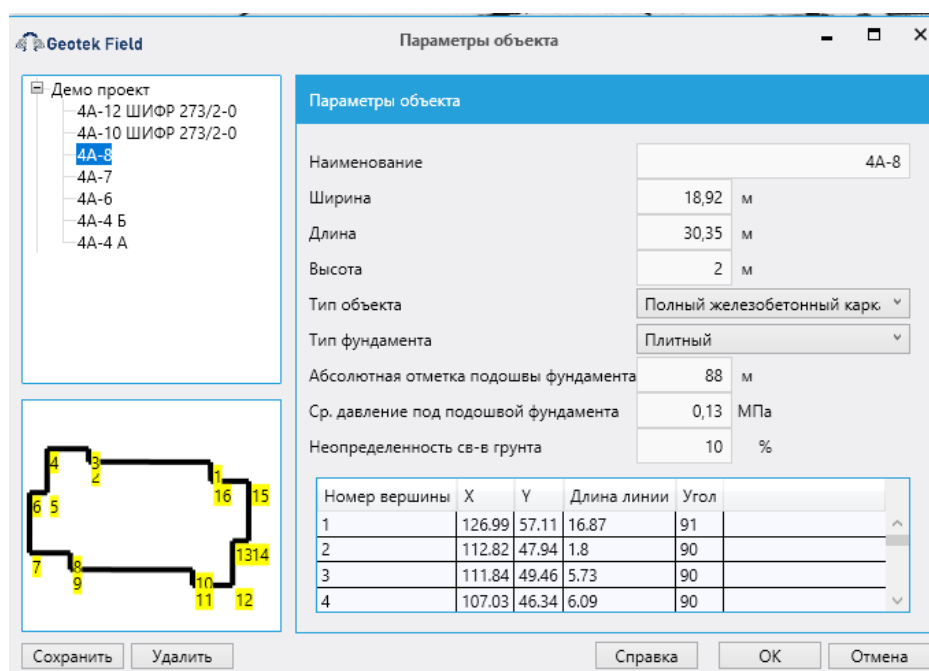 Geotek Field
Параметры объекта
Демо проект
4А-12 ШИФР 273/2-0
4А-10 ШИФР 273/2-0
4А-8
4А-7
4А-6
4А-4 Б
4А-4 А
Параметры объекта
Наименование 4А-8
Ширина 18,92 м
Длина 30,35 м
Высота 2 м
Тип объекта Полный железобетонный карка
Тип фундамента Плитный
Абсолютная отметка подошвы фундамента 88 м
Ср. давление под подошвой фундамента 0,13 МПа
Неопределенность св-в грунта 10 %
Номер вершины X Y Длина линии Угол
1 126.99 57.11 16.87 91
2 112.82 47.94 1.8 90
3 111.84 49.46 5.73 90
4 107.03 46.34 6.09 90
4 3 2 1
6 5 16 15
7 8 9 13 14
10 11 12
Сохранить Удалить Справка OK Отмена